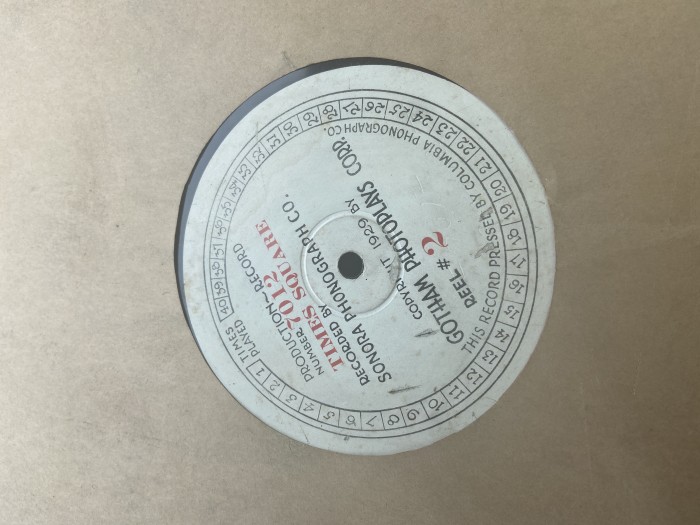 PRODUCTION~RECORD
NUMBER 7012
TIMES SQUARE
RECORDED BY
SONORA PHONOGRAPH CO.
COPYRIGHT 1929 BY
GOTHAM PHOTOPLAYS CORP.
REEL # 2
THIS RECORD PRESSED BY COLUMBIA PHONOGRAPH CO.
TIMES PLAYED 1 2 3 4 5 6 7 8 9 10 11 12 13 14 15 16 17 18 19 20 21 22 23 24 25 26 27 28 29 30 31 32 33 34 35 36 37 38 39 40